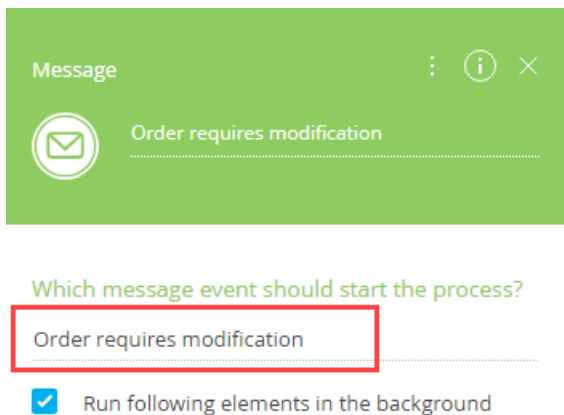 Message
Order requires modification
Which message event should start the process?
Order requires modification
Run following elements in the background